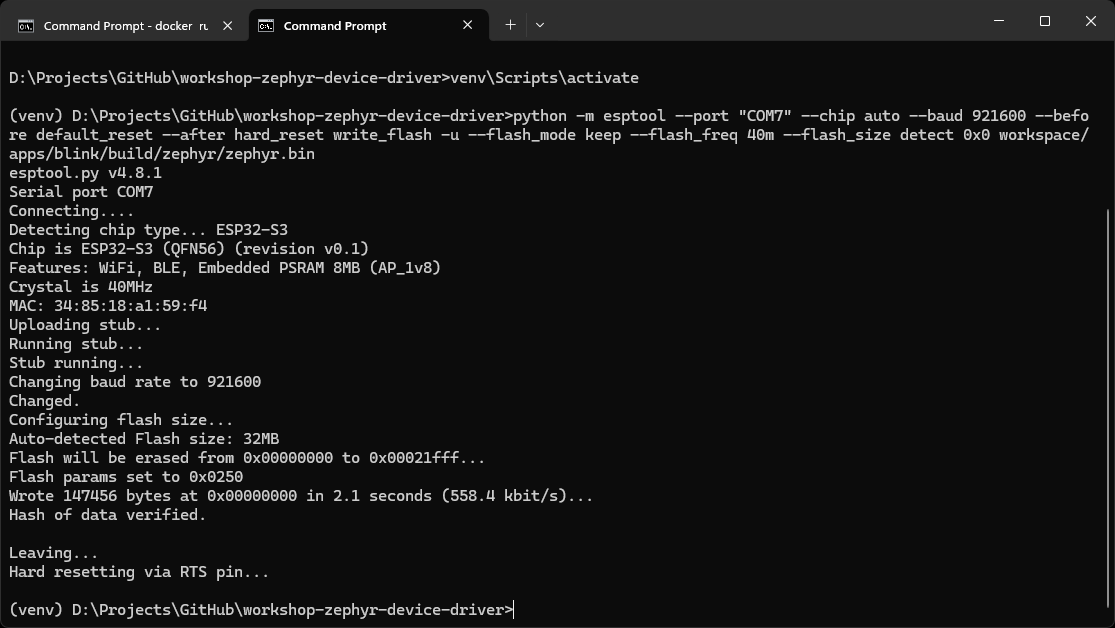 Command Prompt - docker ru
Command Prompt
D:\Projects\GitHub\workshop-zephyr-device-driver>venv\Scripts\activate
(venv) D:\Projects\GitHub\workshop-zephyr-device-driver>python -m esptool --port "COM7" --chip auto --baud 921600 --befo
re default_reset --after hard_reset write_flash -u --flash_mode keep --flash_freq 40m --flash_size detect 0x0 workspace/
apps/blink/build/zephyr/zephyr.bin
esptool.py v4.8.1
Serial port COM7
Connecting....
Detecting chip type... ESP32-S3
Chip is ESP32-S3 (QFN56) (revision v0.1)
Features: WiFi, BLE, Embedded PSRAM 8MB (AP_1v8)
Crystal is 40MHz
MAC: 34:85:18:a1:59:f4
Uploading stub...
Running stub...
Stub running...
Changing baud rate to 921600
Changed.
Configuring flash size...
Auto-detected Flash size: 32MB
Flash will be erased from 0x00000000 to 0x00021fff...
Flash params set to 0x0250
Wrote 147456 bytes at 0x00000000 in 2.1 seconds (558.4 kbit/s)...
Hash of data verified.
Leaving...
Hard resetting via RTS pin...
(venv) D:\Projects\GitHub\workshop-zephyr-device-driver>